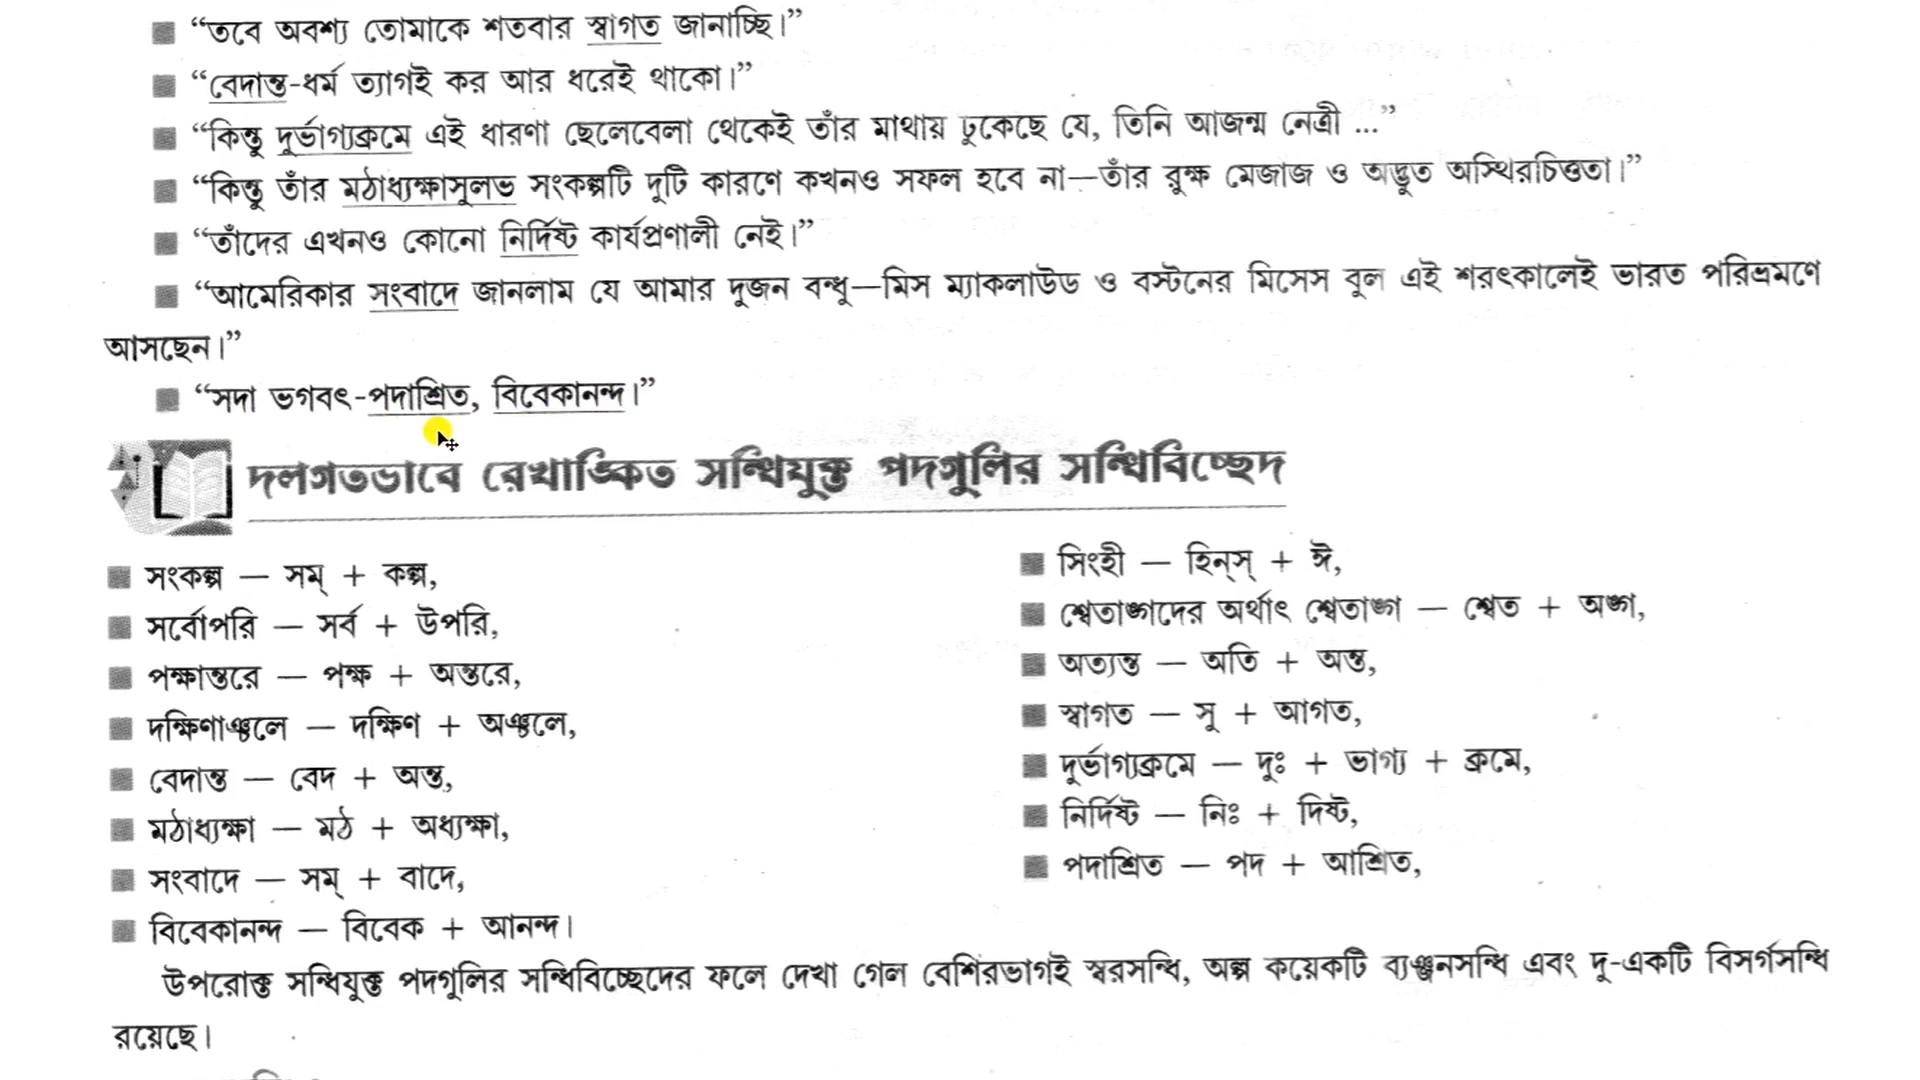 ■ “তবে অবশ্য তোমাকে শতবার স্বাগত জানাচ্ছি।”
■ “বেদান্ত-ধর্ম ত্যাগই কর আর ধরেই থাকো।”
■ “কিন্তু দুর্ভাগ্যক্রমে এই ধারণা ছেলেবেলা থেকেই তাঁর মাথায় ঢুকেছে যে, তিনি আজন্ম নেত্রী ...”
■ “কিন্তু তাঁর মঠাধ্যক্ষাসুলভ সংকল্পটি দুটি কারণে কখনও সফল হবে না—তাঁর রুক্ষ মেজাজ ও অদ্ভুত অস্থিরচিত্ততা।”
■ “তাঁদের এখনও কোনো নির্দিষ্ট কার্যপ্রণালী নেই।”
■ “আমেরিকার সংবাদে জানলাম যে আমার দুজন বন্ধু—মিস ম্যাকলাউড ও বস্টনের মিসেস বুল এই শরৎকালেই ভারত পরিভ্রমণে
আসছেন।”
■ “সদা ভগবৎ-পদাশ্রিত, বিবেকানন্দ।”
দলগতভাবে রেখাঙ্কিত সন্ধিযুক্ত পদগুলির সন্ধিবিচ্ছেদ
■ সংকল্প — সম্ + কল্প,
■ সর্বোপরি — সর্ব + উপরি,
■ পক্ষান্তরে — পক্ষ + অন্তরে,
■ দক্ষিণাঞ্চলে — দক্ষিণ + অঞ্চলে,
■ বেদান্ত — বেদ + অন্ত,
■ মঠাধ্যক্ষা — মঠ + অধ্যক্ষা,
■ সংবাদে — সম্ + বাদে,
■ বিবেকানন্দ — বিবেক + আনন্দ।
■ সিংহী — হিন্‌স্ + ঈ,
■ শ্বেতাঙ্গদের অর্থাৎ শ্বেতাঙ্গ — শ্বেত + অঙ্গ,
■ অত্যন্ত — অতি + অন্ত,
■ স্বাগত — সু + আগত,
■ দুর্ভাগ্যক্রমে — দুঃ + ভাগ্য + ক্রমে,
■ নির্দিষ্ট — নিঃ + দিষ্ট,
■ পদাশ্রিত — পদ + আশ্রিত,
উপরোক্ত সন্ধিযুক্ত পদগুলির সন্ধিবিচ্ছেদের ফলে দেখা গেল বেশিরভাগই স্বরসন্ধি, অল্প কয়েকটি ব্যঞ্জনসন্ধি এবং দু-একটি বিসর্গসন্ধি
রয়েছে।